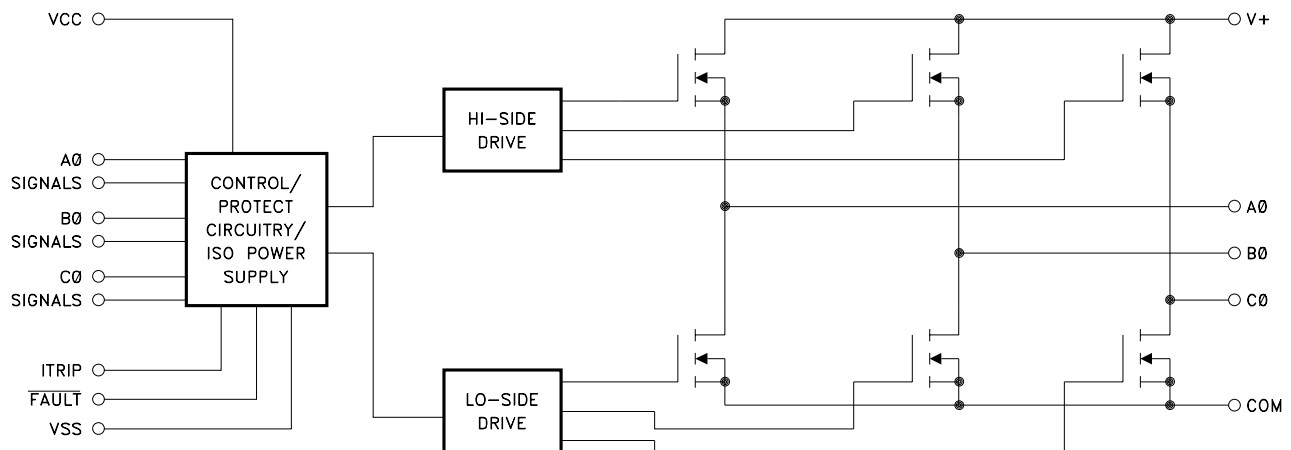 VCC
V+
HI-SIDE
DRIVE
AØ
SIGNALS
BØ
SIGNALS
CØ
SIGNALS
CONTROL/
PROTECT
CIRCUITRY/
ISO POWER
SUPPLY
AØ
BØ
CØ
ITRIP
FAULT
VSS
LO-SIDE
DRIVE
COM